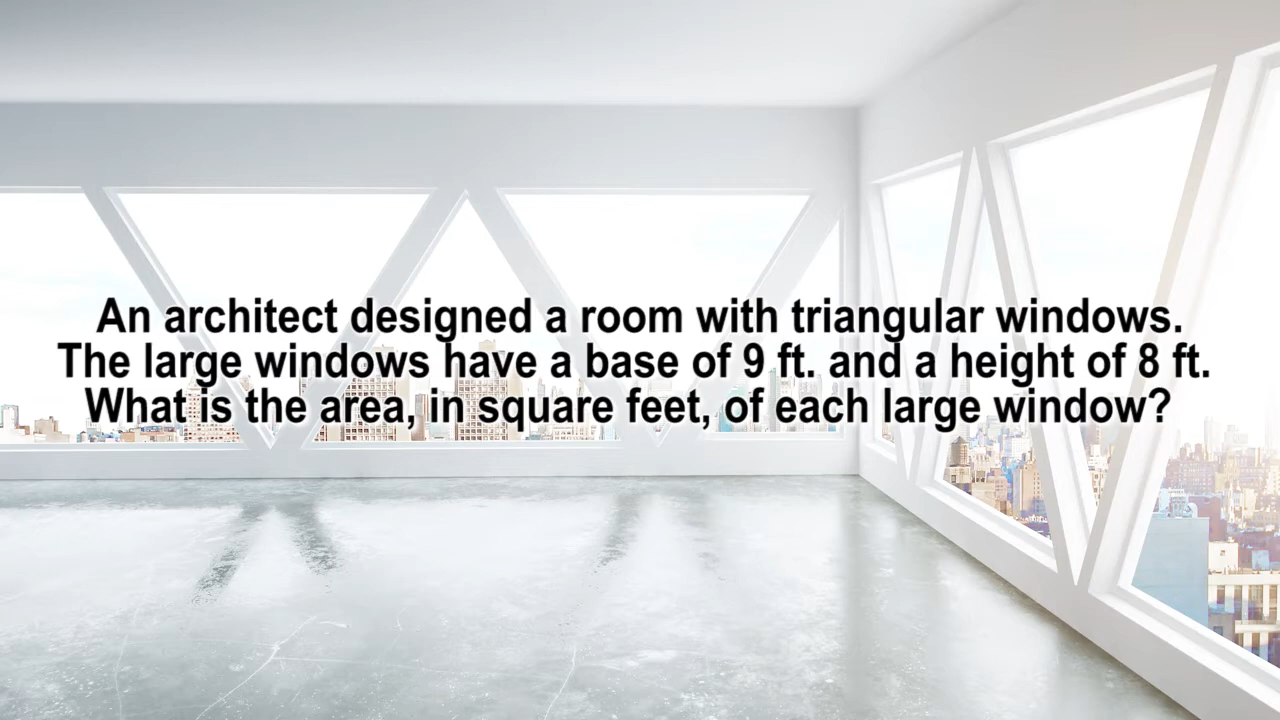 An architect designed a room with triangular windows.
The large windows have a base of 9 ft. and a height of 8 ft.
What is the area, in square feet, of each large window?